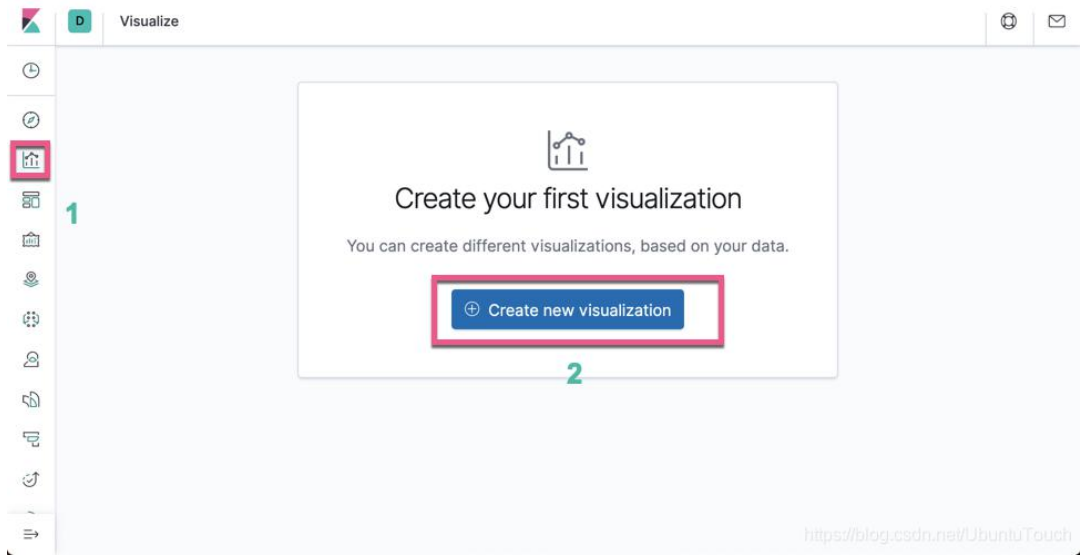 D Visualize
1
Create your first visualization
You can create different visualizations, based on your data.
Create new visualization
2
https://blog.csdn.net/UbuntuTouch